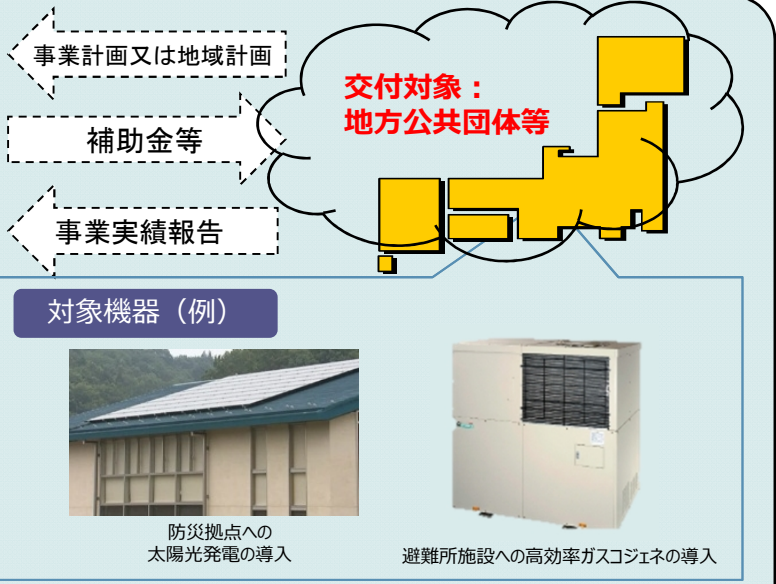 事業計画又は地域計画
交付対象：
地方公共団体等
補助金等
事業実績報告
対象機器（例）
防災拠点への
太陽光発電の導入
避難所施設への高効率ガスコジェネの導入